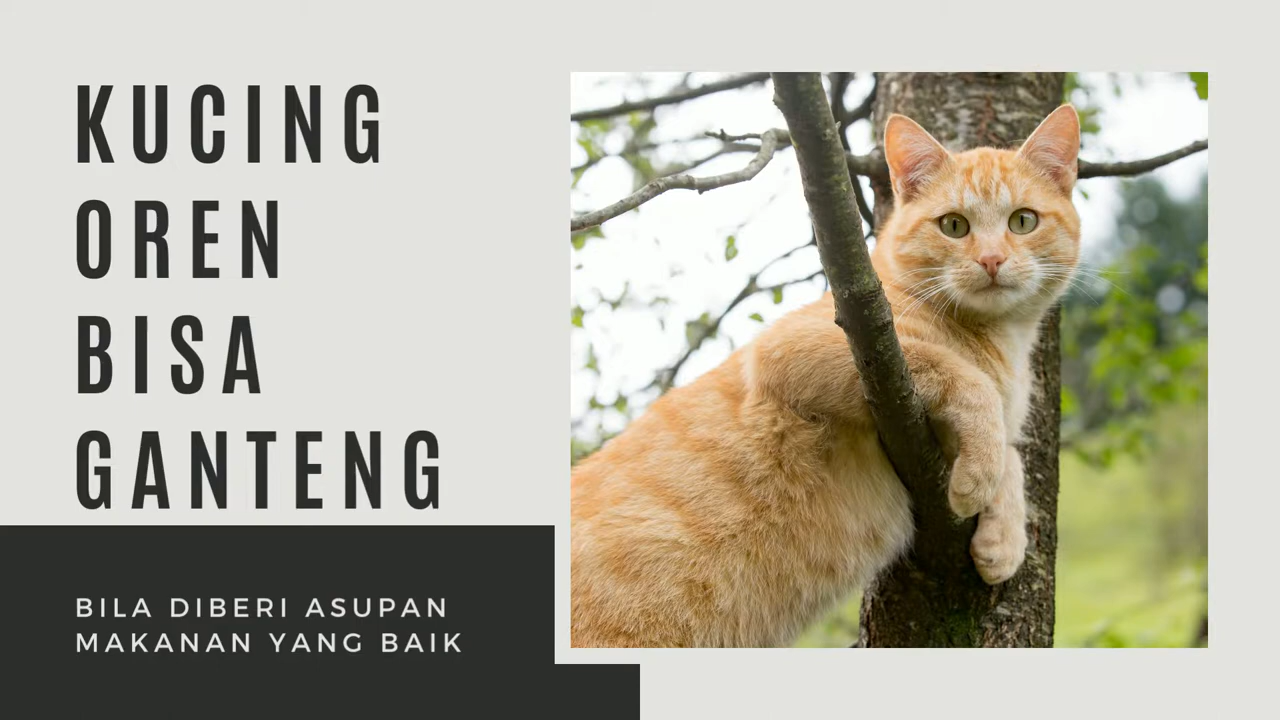 KUCING
OREN
BISA
GANTENG
BILA DIBERI ASUPAN
MAKANAN YANG BAIK